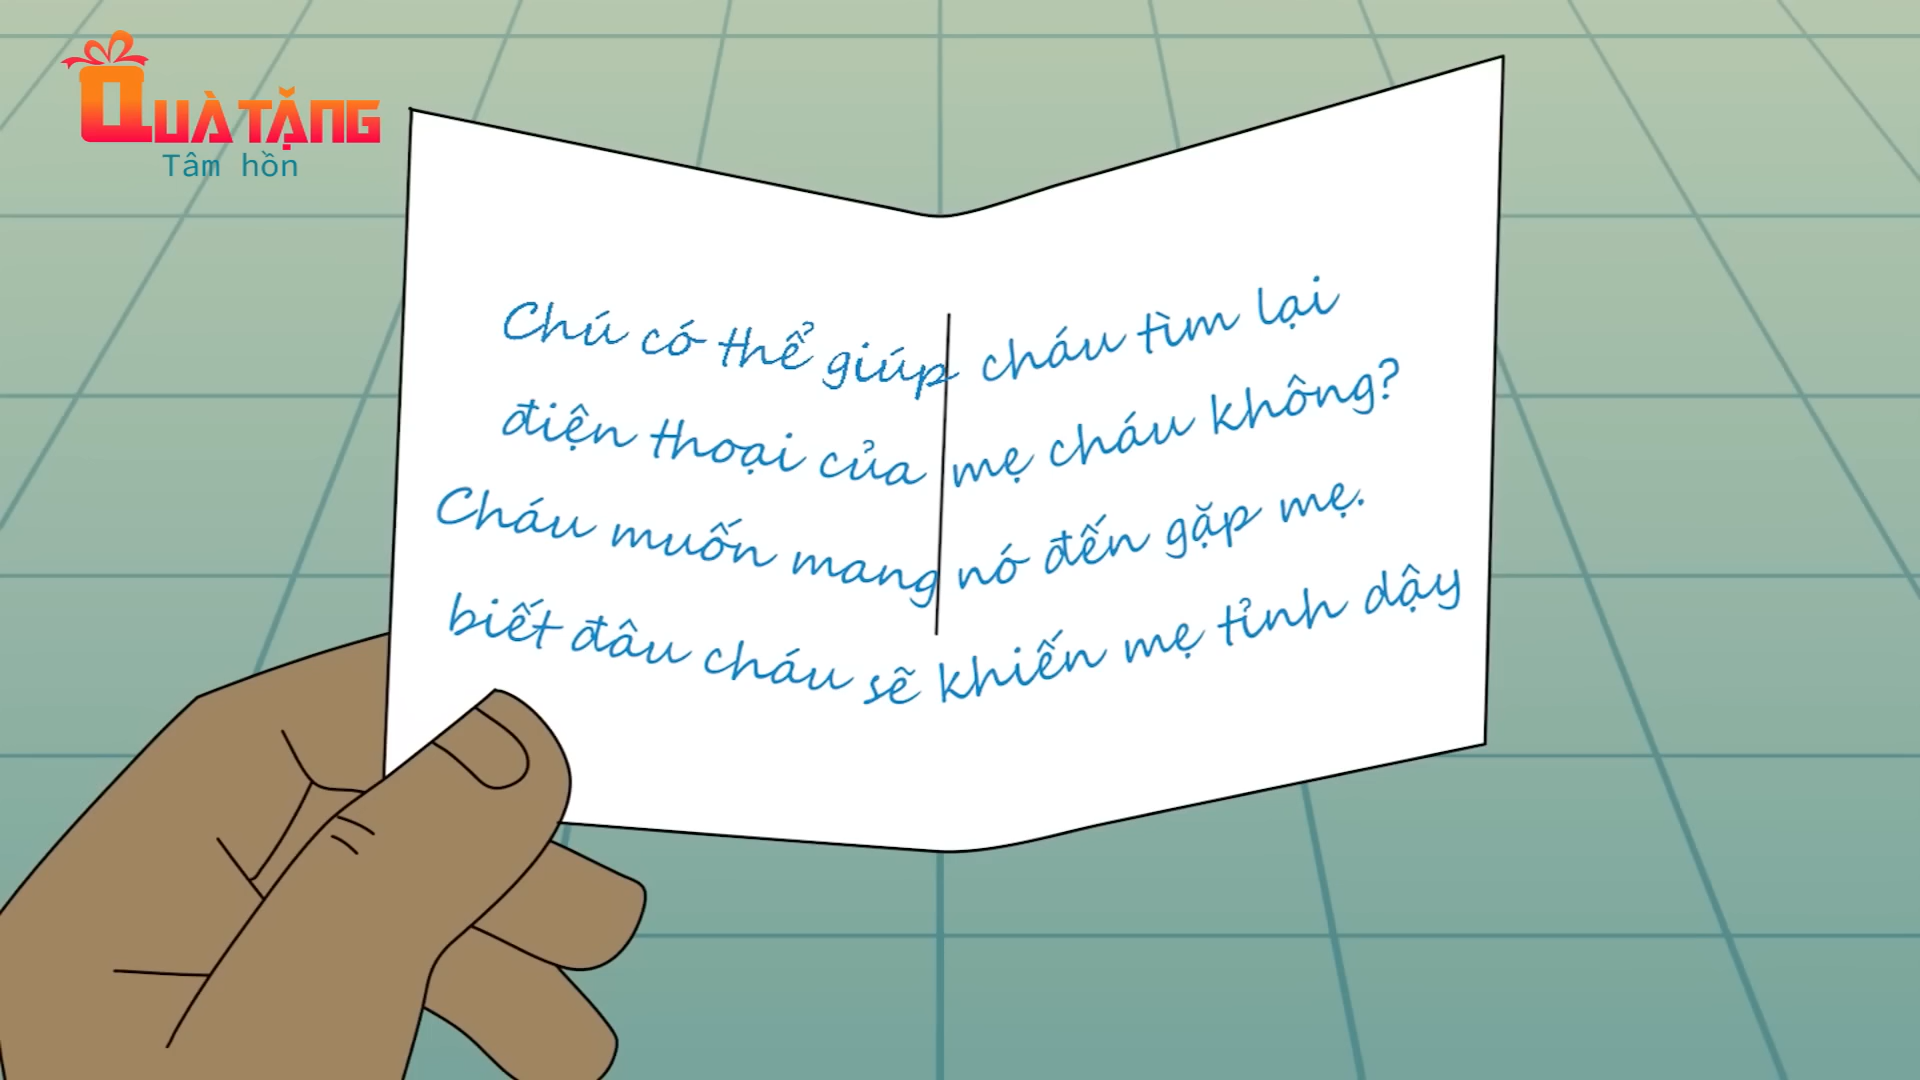 QUÀ TẶNG
Tâm hồn
Chú có thể giúp cháu tìm lại
điện thoại của mẹ cháu không?
Cháu muốn mang nó đến gặp mẹ.
biết đâu cháu sẽ khiến mẹ tỉnh dậy